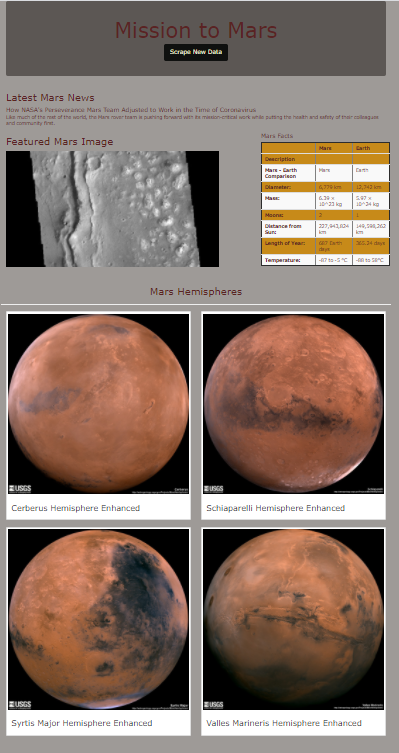 Mission to Mars
Scrape New Data
Latest Mars News
How NASA's Perseverance Mars Team Adjusted to Work in the Time of Coronavirus
Like much of the rest of the world, the Mars rover team is pushing forward with its mission-critical work while putting the health and safety of their colleagues
and community first.
Featured Mars Image
Mars Facts
Mars Earth
Description
Mars - Earth Comparison Mars Earth
Diameter: 6,779 km 12,742 km
Mass: 6.39 × 10^23 kg 5.97 × 10^24 kg
Moons: 2 1
Distance from Sun: 227,943,824 km 149,598,262 km
Length of Year: 687 Earth days 365.24 days
Temperature: -87 to -5 °C -88 to 58°C
Mars Hemispheres
USGS
Cerberus Hemisphere Enhanced
USGS
Schiaparelli Hemisphere Enhanced
USGS
Syrtis Major Hemisphere Enhanced
USGS
Valles Marineris Hemisphere Enhanced